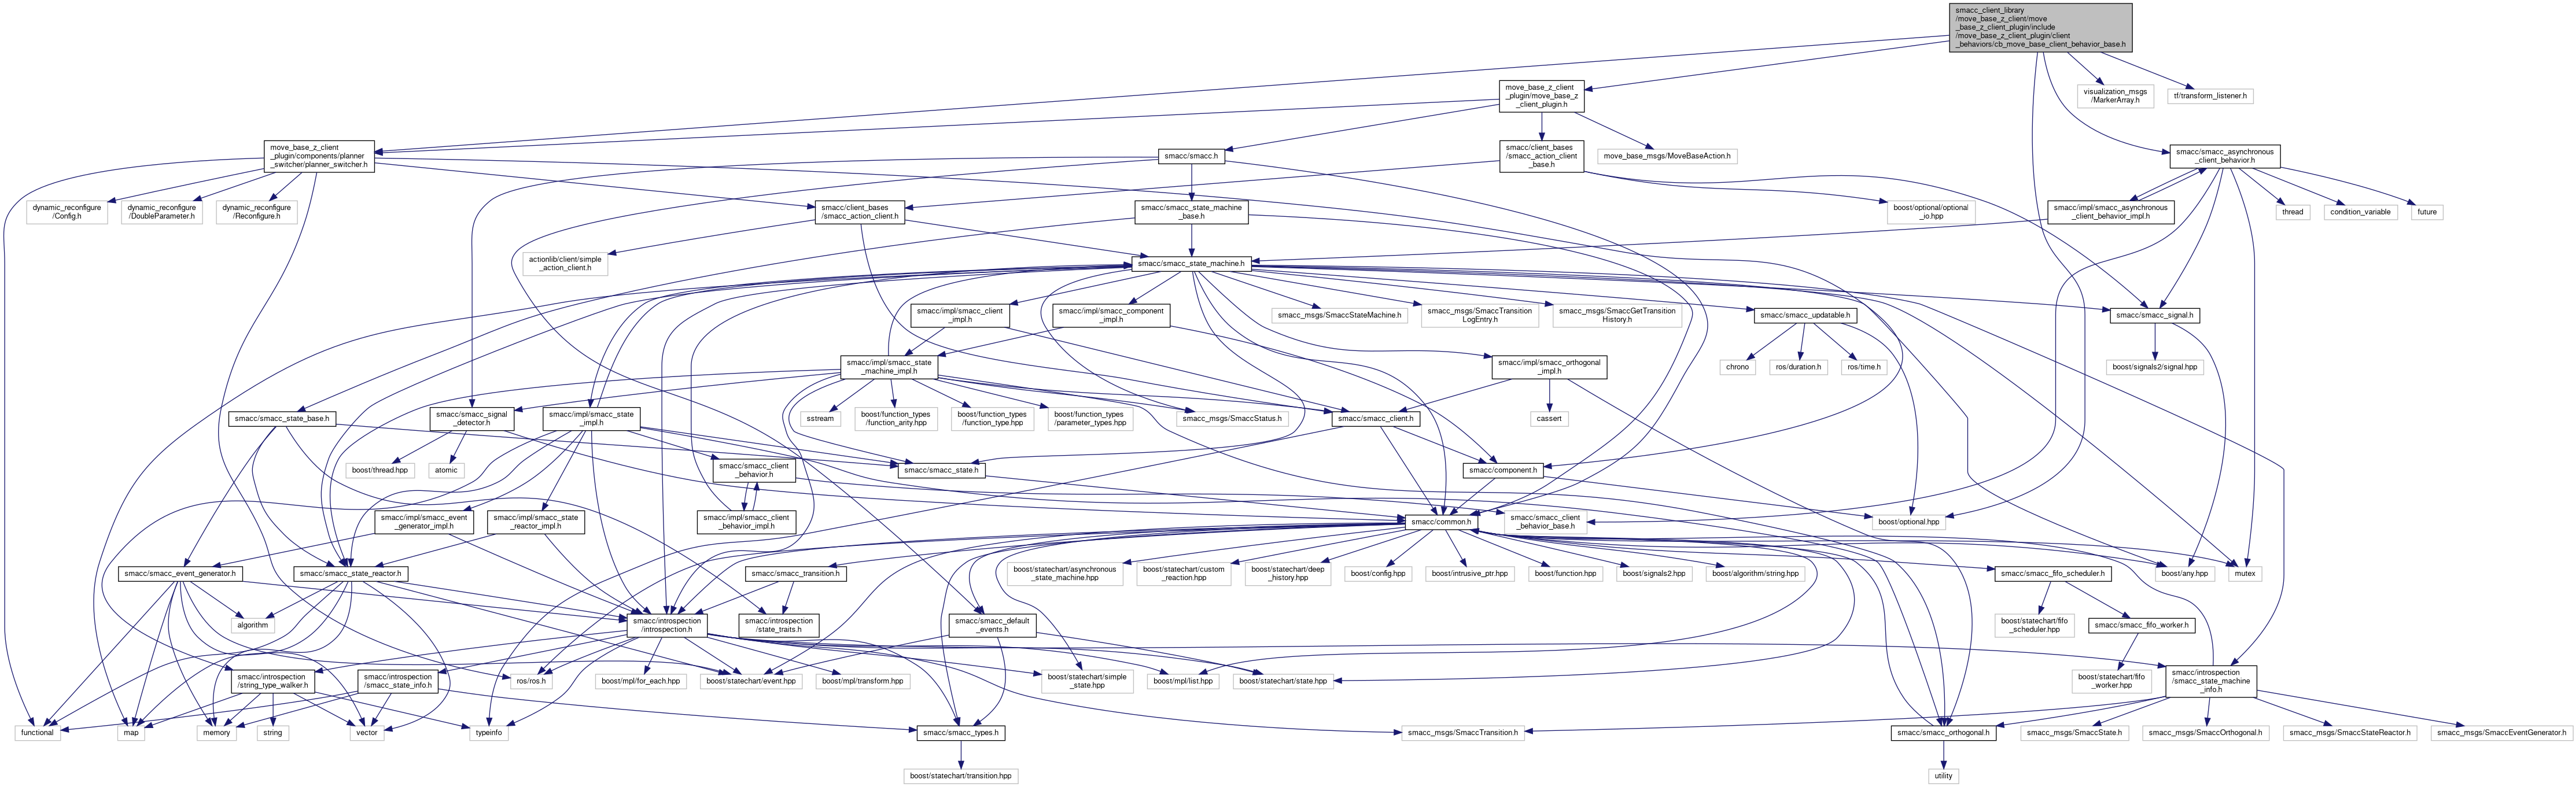 smacc_client_library
/move_base_z_client/move
_base_z_client_plugin/include
/move_base_z_client_plugin/client
_behaviors/cb_move_base_client_behavior_base.h
move_base_z_client
_plugin/move_base_z
_client_plugin.h
visualization_msgs
/MarkerArray.h
tf/transform_listener.h
move_base_z_client
_plugin/components/planner
_switcher/planner_switcher.h
smacc/smacc.h
smacc/client_bases
/smacc_action_client
_base.h
move_base_msgs/MoveBaseAction.h
smacc/smacc_asynchronous
_client_behavior.h
dynamic_reconfigure
/Config.h
dynamic_reconfigure
/DoubleParameter.h
dynamic_reconfigure
/Reconfigure.h
smacc/client_bases
/smacc_action_client.h
smacc/smacc_state_machine
_base.h
boost/optional/optional
_io.hpp
smacc/impl/smacc_asynchronous
_client_behavior_impl.h
thread
condition_variable
future
actionlib/client/simple
_action_client.h
smacc/smacc_state_machine.h
smacc/impl/smacc_client
_impl.h
smacc/impl/smacc_component
_impl.h
smacc_msgs/SmaccStateMachine.h
smacc_msgs/SmaccTransition
LogEntry.h
smacc_msgs/SmaccGetTransition
History.h
smacc/smacc_updatable.h
smacc/smacc_signal.h
smacc/impl/smacc_state
_machine_impl.h
smacc/impl/smacc_orthogonal
_impl.h
chrono
ros/duration.h
ros/time.h
boost/signals2/signal.hpp
smacc/smacc_state_base.h
smacc/smacc_signal
_detector.h
smacc/impl/smacc_state
_impl.h
sstream
boost/function_types
/function_arity.hpp
boost/function_types
/function_type.hpp
boost/function_types
/parameter_types.hpp
smacc_msgs/SmaccStatus.h
smacc/smacc_client.h
cassert
boost/thread.hpp
atomic
smacc/smacc_client
_behavior.h
smacc/smacc_state.h
smacc/component.h
smacc/impl/smacc_event
_generator_impl.h
smacc/impl/smacc_state
_reactor_impl.h
smacc/impl/smacc_client
_behavior_impl.h
smacc/common.h
smacc/smacc_client
_behavior_base.h
boost/optional.hpp
smacc/smacc_event_generator.h
smacc/smacc_state_reactor.h
smacc/smacc_transition.h
boost/statechart/asynchronous
_state_machine.hpp
boost/statechart/custom
_reaction.hpp
boost/statechart/deep
_history.hpp
boost/config.hpp
boost/intrusive_ptr.hpp
boost/function.hpp
boost/signals2.hpp
boost/algorithm/string.hpp
smacc/smacc_fifo_scheduler.h
boost/any.hpp
mutex
algorithm
smacc/introspection
/introspection.h
smacc/introspection
/state_traits.h
smacc/smacc_default
_events.h
boost/statechart/fifo
_scheduler.hpp
smacc/smacc_fifo_worker.h
smacc/introspection
/string_type_walker.h
smacc/introspection
/smacc_state_info.h
ros/ros.h
boost/mpl/for_each.hpp
boost/statechart/event.hpp
boost/mpl/transform.hpp
boost/statechart/simple
_state.hpp
boost/mpl/list.hpp
boost/statechart/state.hpp
boost/statechart/fifo
_worker.hpp
smacc/introspection
/smacc_state_machine
_info.h
functional
map
memory
string
vector
typeinfo
smacc/smacc_types.h
smacc_msgs/SmaccTransition.h
smacc/smacc_orthogonal.h
smacc_msgs/SmaccState.h
smacc_msgs/SmaccOrthogonal.h
smacc_msgs/SmaccStateReactor.h
smacc_msgs/SmaccEventGenerator.h
boost/statechart/transition.hpp
utility